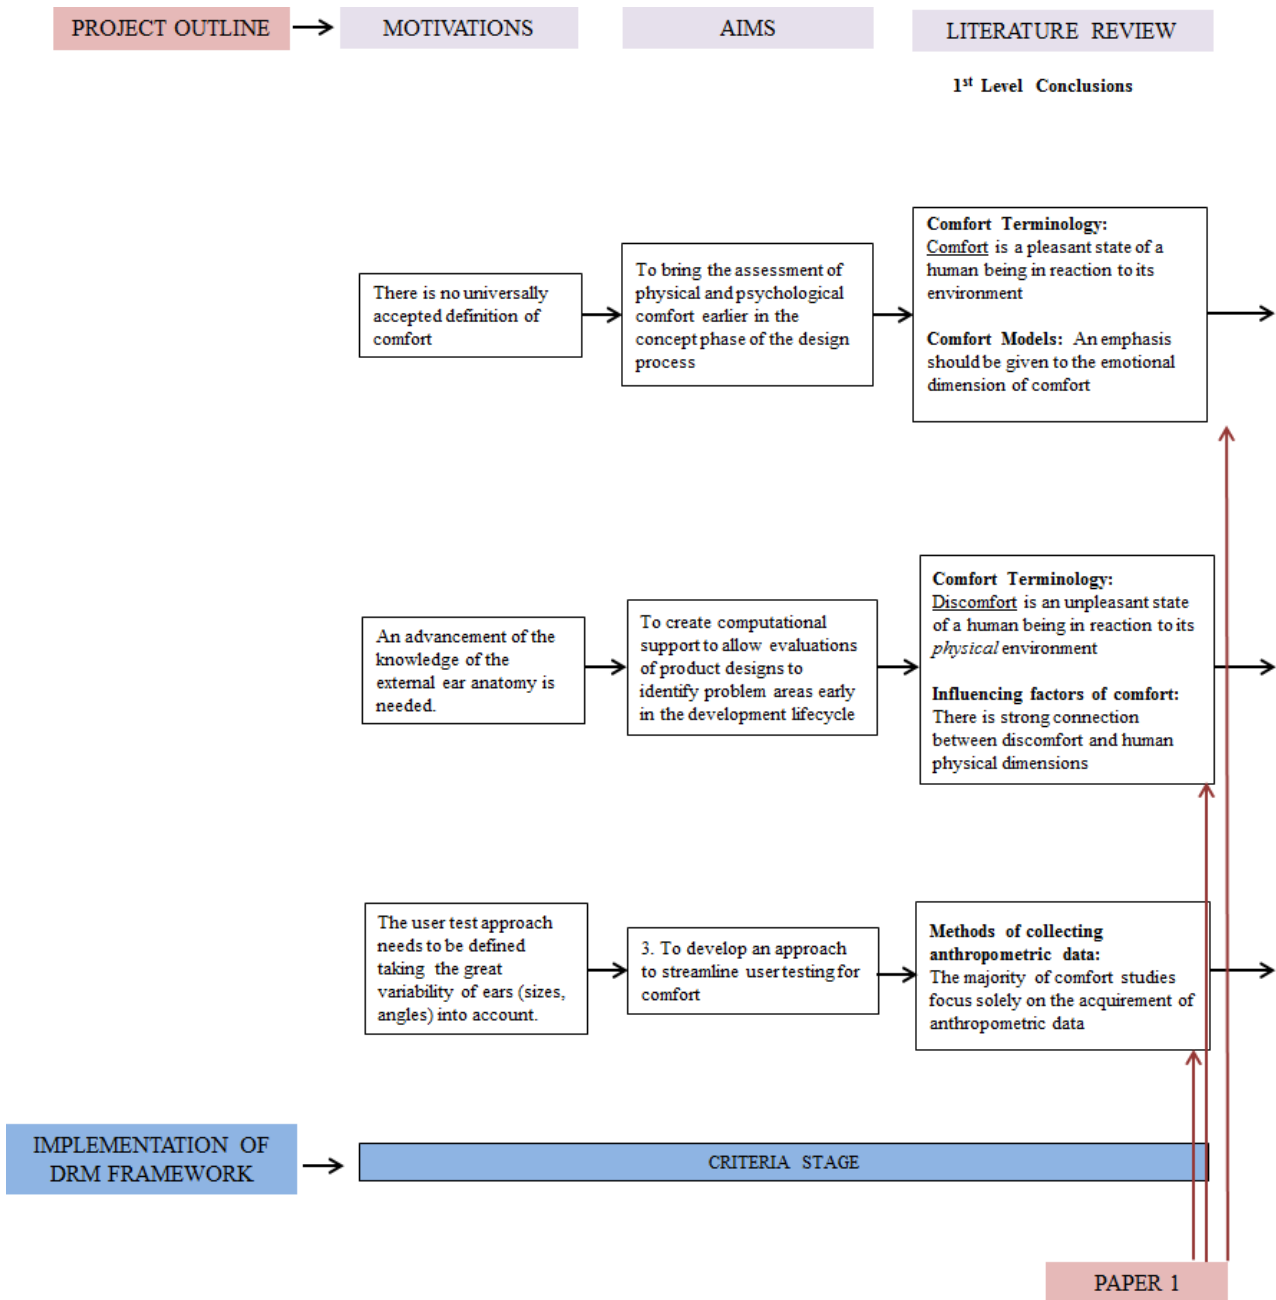 PROJECT OUTLINE
MOTIVATIONS
AIMS
LITERATURE REVIEW
1st Level Conclusions
There is no universally
accepted definition of
comfort
To bring the assessment of
physical and psychological
comfort earlier in the
concept phase of the design
process
Comfort Terminology:
Comfort is a pleasant state of a
human being in reaction to its
environment
Comfort Models: An emphasis
should be given to the emotional
dimension of comfort
An advancement of the
knowledge of the
external ear anatomy is
needed.
To create computational
support to allow evaluations
of product designs to
identify problem areas early
in the development lifecycle
Comfort Terminology:
Discomfort is an unpleasant state
of a human being in reaction to its
physical environment
Influencing factors of comfort:
There is strong connection
between discomfort and human
physical dimensions
The user test approach
needs to be defined
taking the great
variability of ears (sizes,
angles) into account.
3. To develop an approach
to streamline user testing for
comfort
Methods of collecting
anthropometric data:
The majority of comfort studies
focus solely on the acquirement of
anthropometric data
IMPLEMENTATION OF
DRM FRAMEWORK
CRITERIA STAGE
PAPER 1